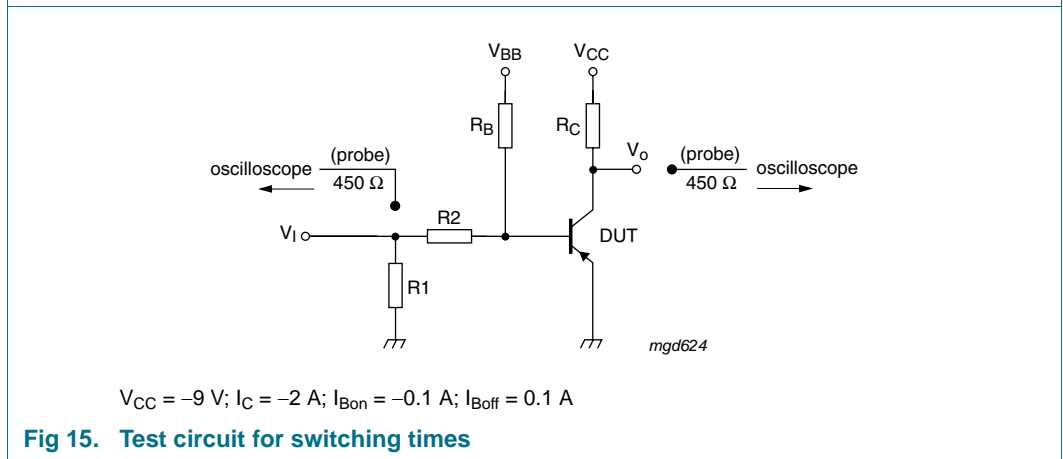 VBB VCC
RB RC
oscilloscope (probe) 450 Ω
Vo (probe) 450 Ω oscilloscope
VI R2 DUT
R1
mgd624
VCC = −9 V; IC = −2 A; IBon = −0.1 A; IBoff = 0.1 A
Fig 15. Test circuit for switching times